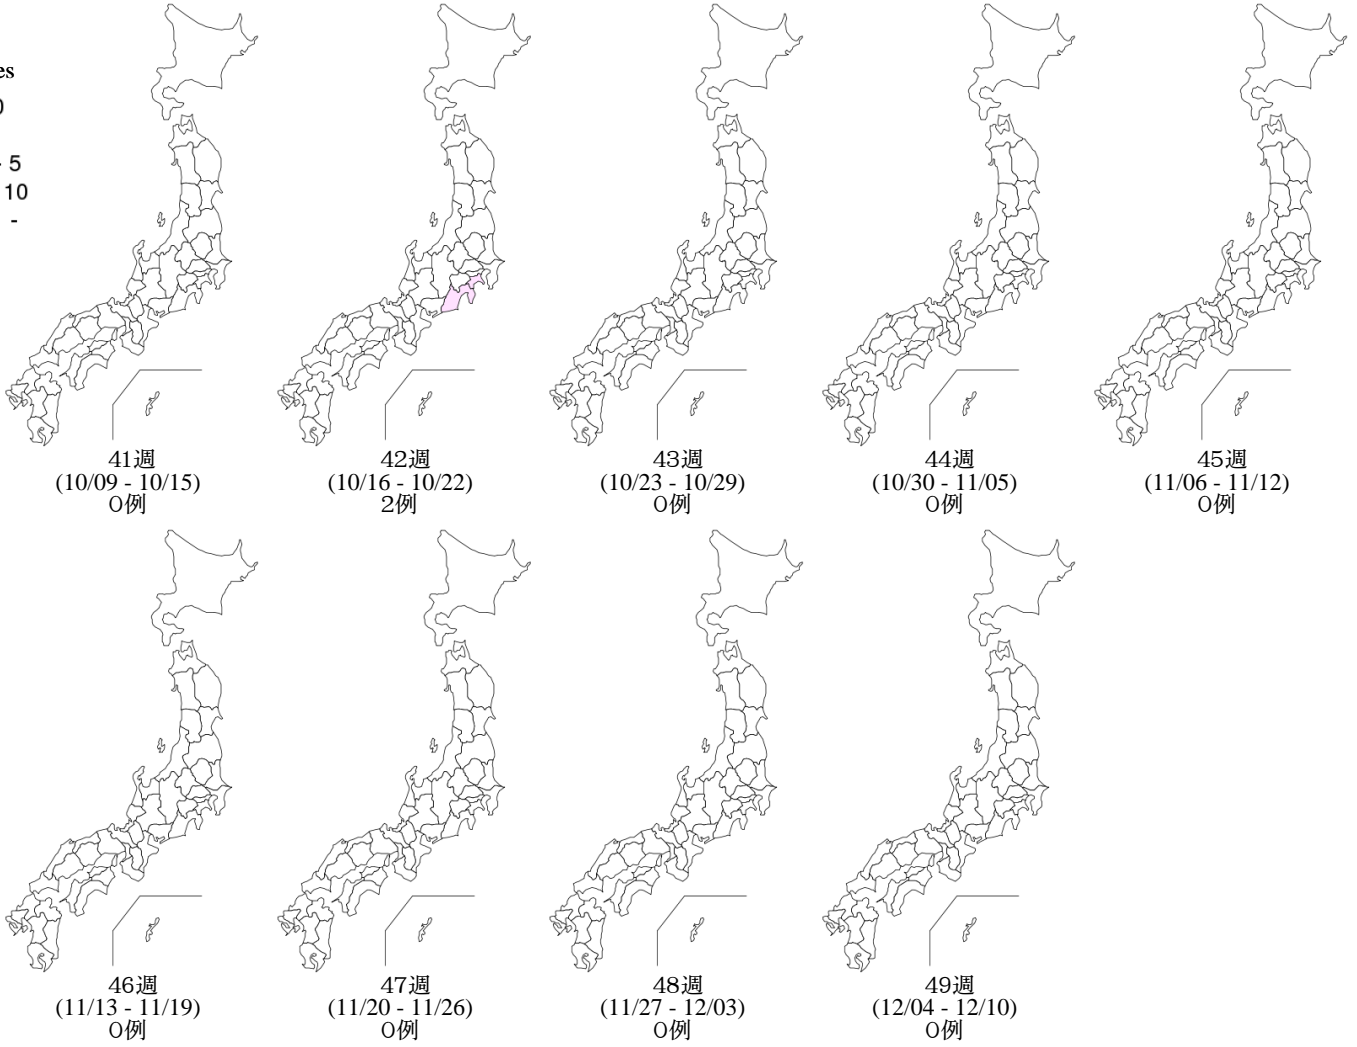 es
0
- 5
10
-
41週
(10/09 - 10/15)
0例
42週
(10/16 - 10/22)
2例
43週
(10/23 - 10/29)
0例
44週
(10/30 - 11/05)
0例
45週
(11/06 - 11/12)
0例
46週
(11/13 - 11/19)
0例
47週
(11/20 - 11/26)
0例
48週
(11/27 - 12/03)
0例
49週
(12/04 - 12/10)
0例